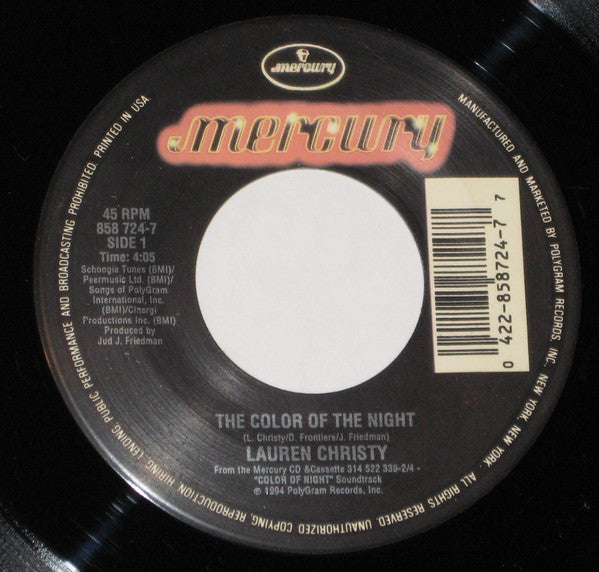 mercury
mercury
45 RPM
858 724-7
SIDE 1
Time: 4:05
Schoogie Tunes (BMI)/
Peermusic Ltd. (BMI)/
Songs of PolyGram
International, Inc.
(BMI)/Cinergi
Productions, Inc. (BMI)
Produced by
Jud J. Friedman
0 422-858724-7 7
THE COLOR OF THE NIGHT
(L. Christy/D. Frontiere/J. Friedman)
LAUREN CHRISTY
From the Mercury CD &Cassette 314 522 339-2/4 -
"COLOR OF NIGHT" Soundtrack
℗ 1994 PolyGram Records, Inc.
MANUFACTURED AND MARKETED BY POLYGRAM RECORDS, INC. NEW YORK, NEW YORK. ALL RIGHTS RESERVED. UNAUTHORIZED COPYING, REPRODUCTION, HIRING, LENDING, PUBLIC PERFORMANCE AND BROADCASTING PROHIBITED. PRINTED IN USA.